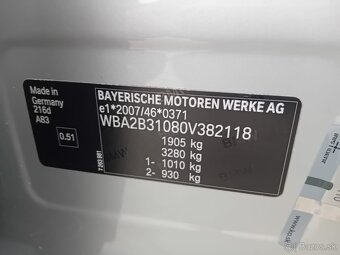 Made in
Germany
216d
A83
0.51
BAYERISCHE MOTOREN WERKE AG
e1*2007/46*0371
WBA2B31080V382118
1905 kg
3280 kg
1- 1010 kg
2- 930 kg
BMW